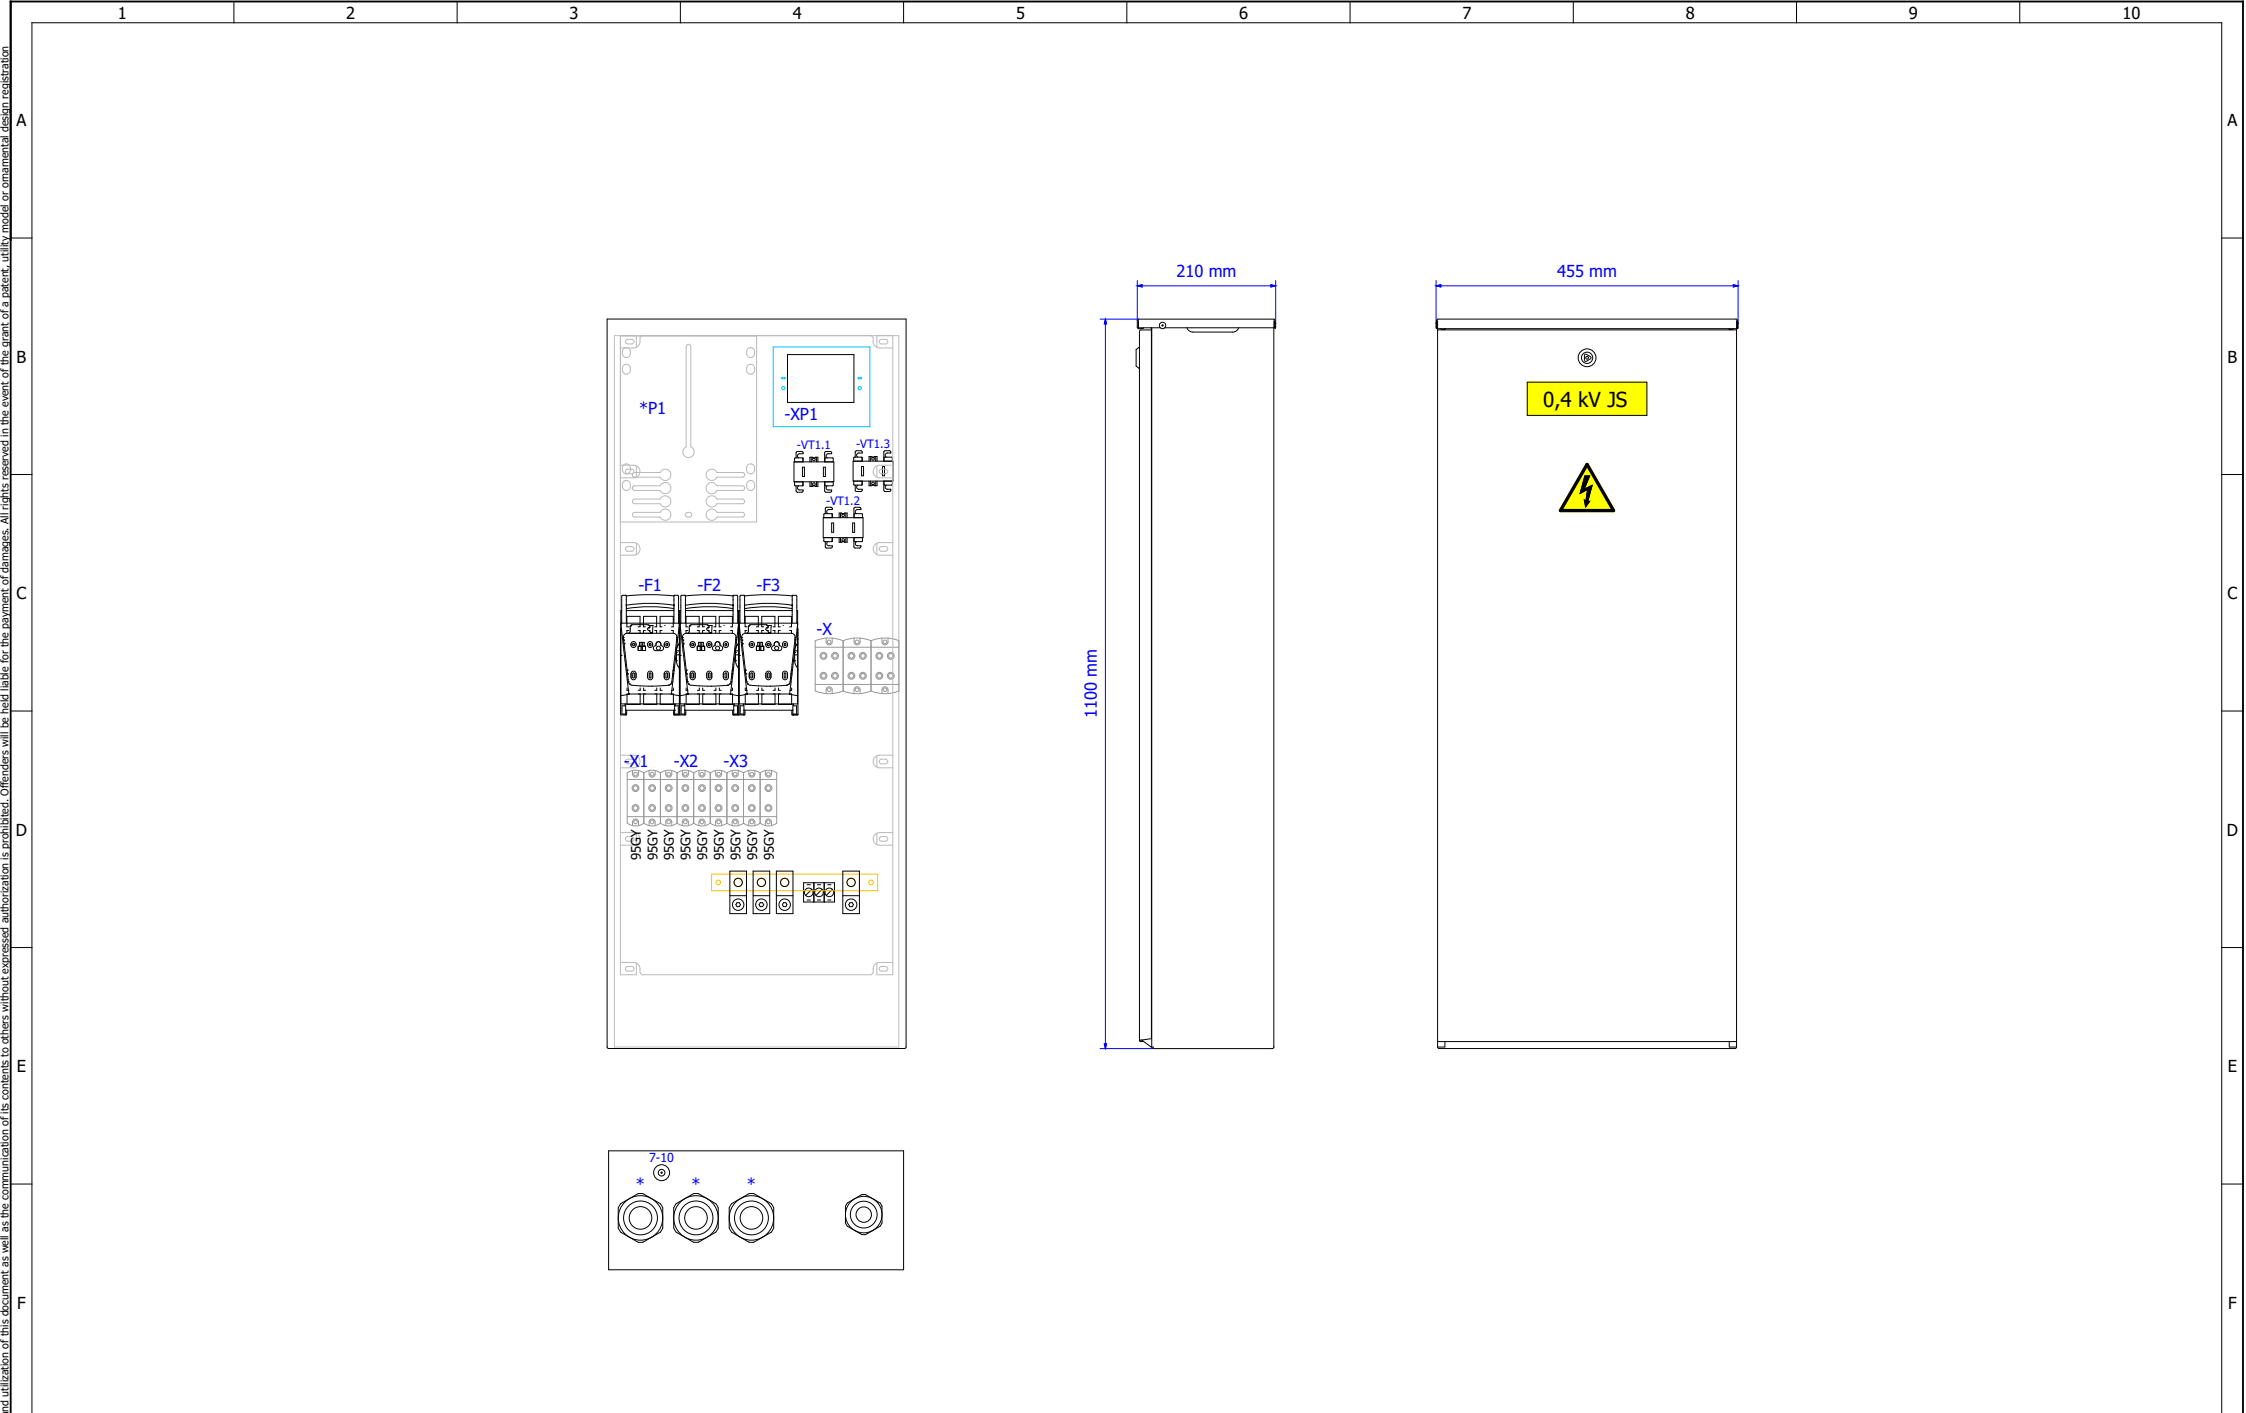 1 2 3 4 5 6 7 8 9 10
A A
B B
C C
D D
E E
F F
nd utilization of this document as well as the communication of its contents to others without expressed authorization is prohibited. Offenders will be held liable for the payment of damages. All rights reserved in the event of the grant of a patent, utility model or ornamental design registration
210 mm
455 mm
1100 mm
0,4 kV JS
*P1
-XP1
-VT1.1
-VT1.3
-VT1.2
-F1 -F2 -F3
-X
-X1 -X2 -X3
95GY 95GY 95GY 95GY 95GY 95GY 95GY 95GY 95GY
7-10
* * *